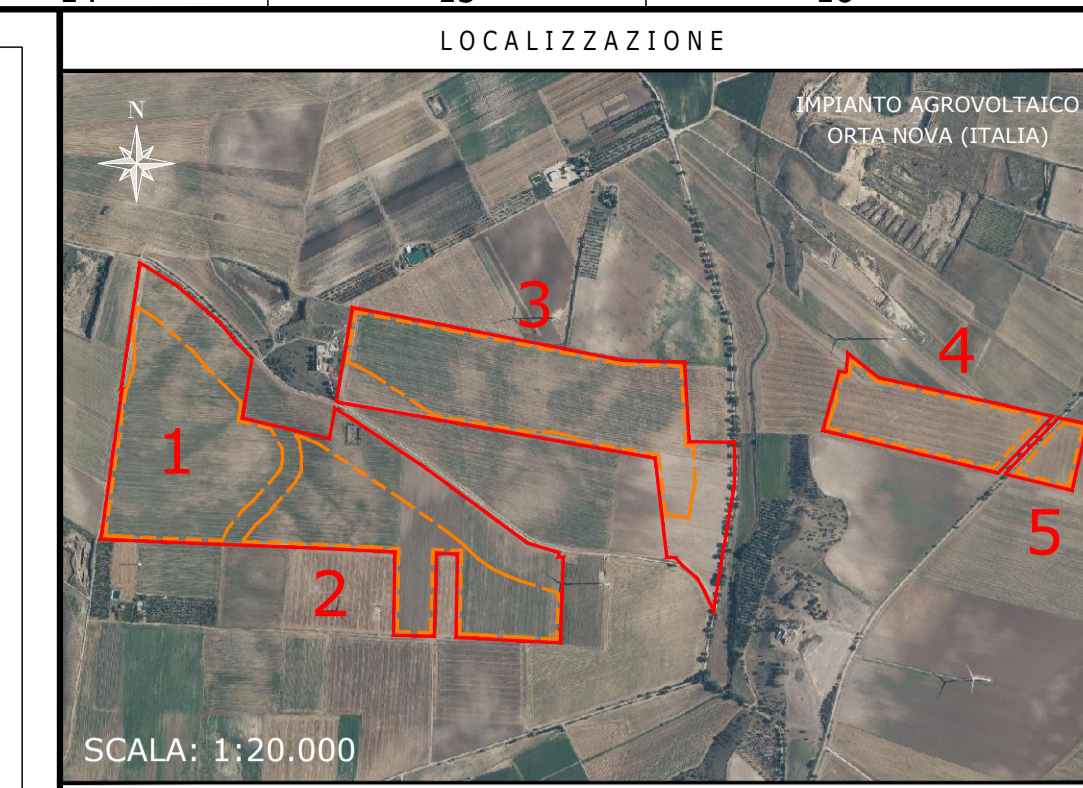 LOCALIZZAZIONE
N
IMPIANTO AGROVOLTAICO
ORTA NOVA (ITALIA)
3
4
1
5
2
SCALA: 1:20.000